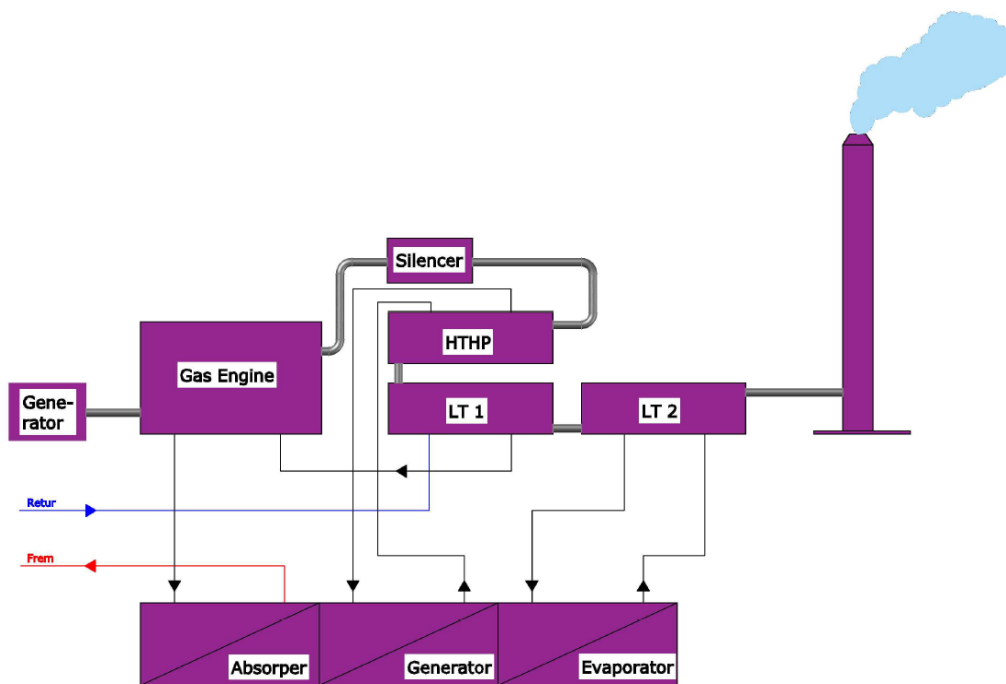 Silencer
HTHP
Gas Engine
Gene-
rator
LT 1
LT 2
Retur
Frem
Absorper
Generator
Evaporator